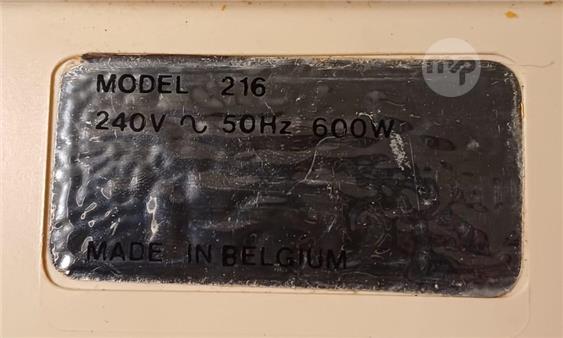 MODEL 216
240V ~ 50Hz 600W
MADE IN BELGIUM